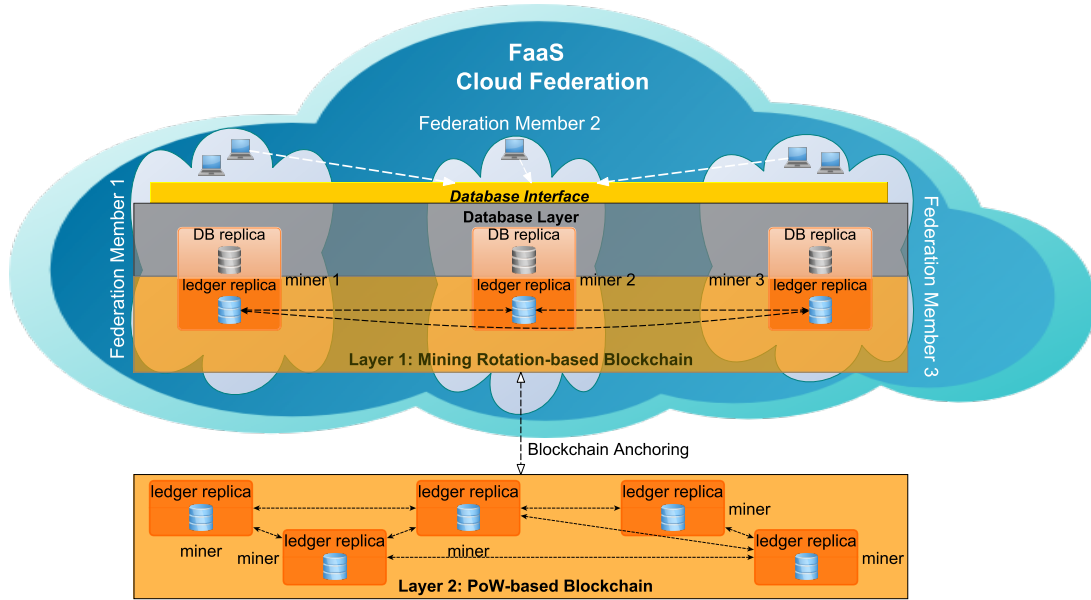 FaaS
Cloud Federation
Federation Member 2
Federation Member 1
Federation Member 3
Database Interface
Database Layer
DB replica
DB replica
DB replica
miner 1
miner 2
miner 3
ledger replica
ledger replica
ledger replica
Layer 1: Mining Rotation-based Blockchain
Blockchain Anchoring
ledger replica
ledger replica
ledger replica
miner
miner
miner
miner
ledger replica
ledger replica
miner
Layer 2: PoW-based Blockchain